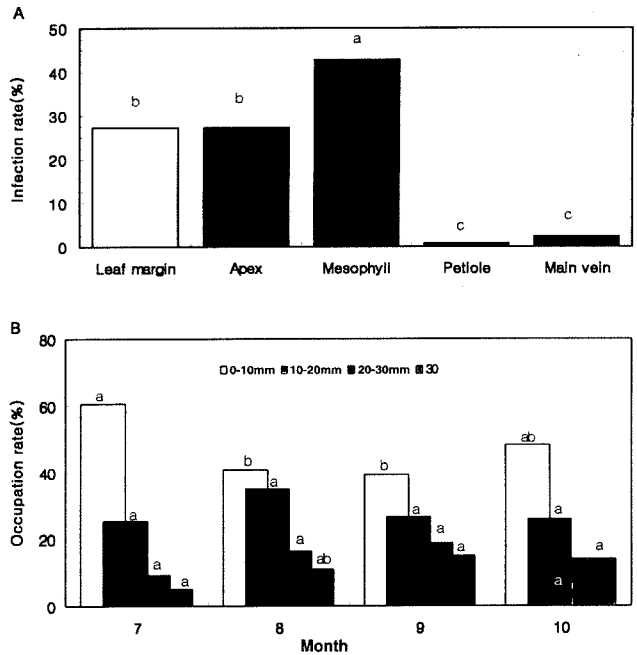 A
50
40
30
20
10
0
Infection rate(%)
b
b
a
c
c
Leaf margin
Apex
Mesophyll
Petiole
Main vein
B
80
60
40
20
0
Occupation rate(%)
0-10mm 10-20mm 20-30mm 30
a
a
a
a
b
a
a
ab
b
a
a
a
ab
a
a
a
7
8
9
10
Month